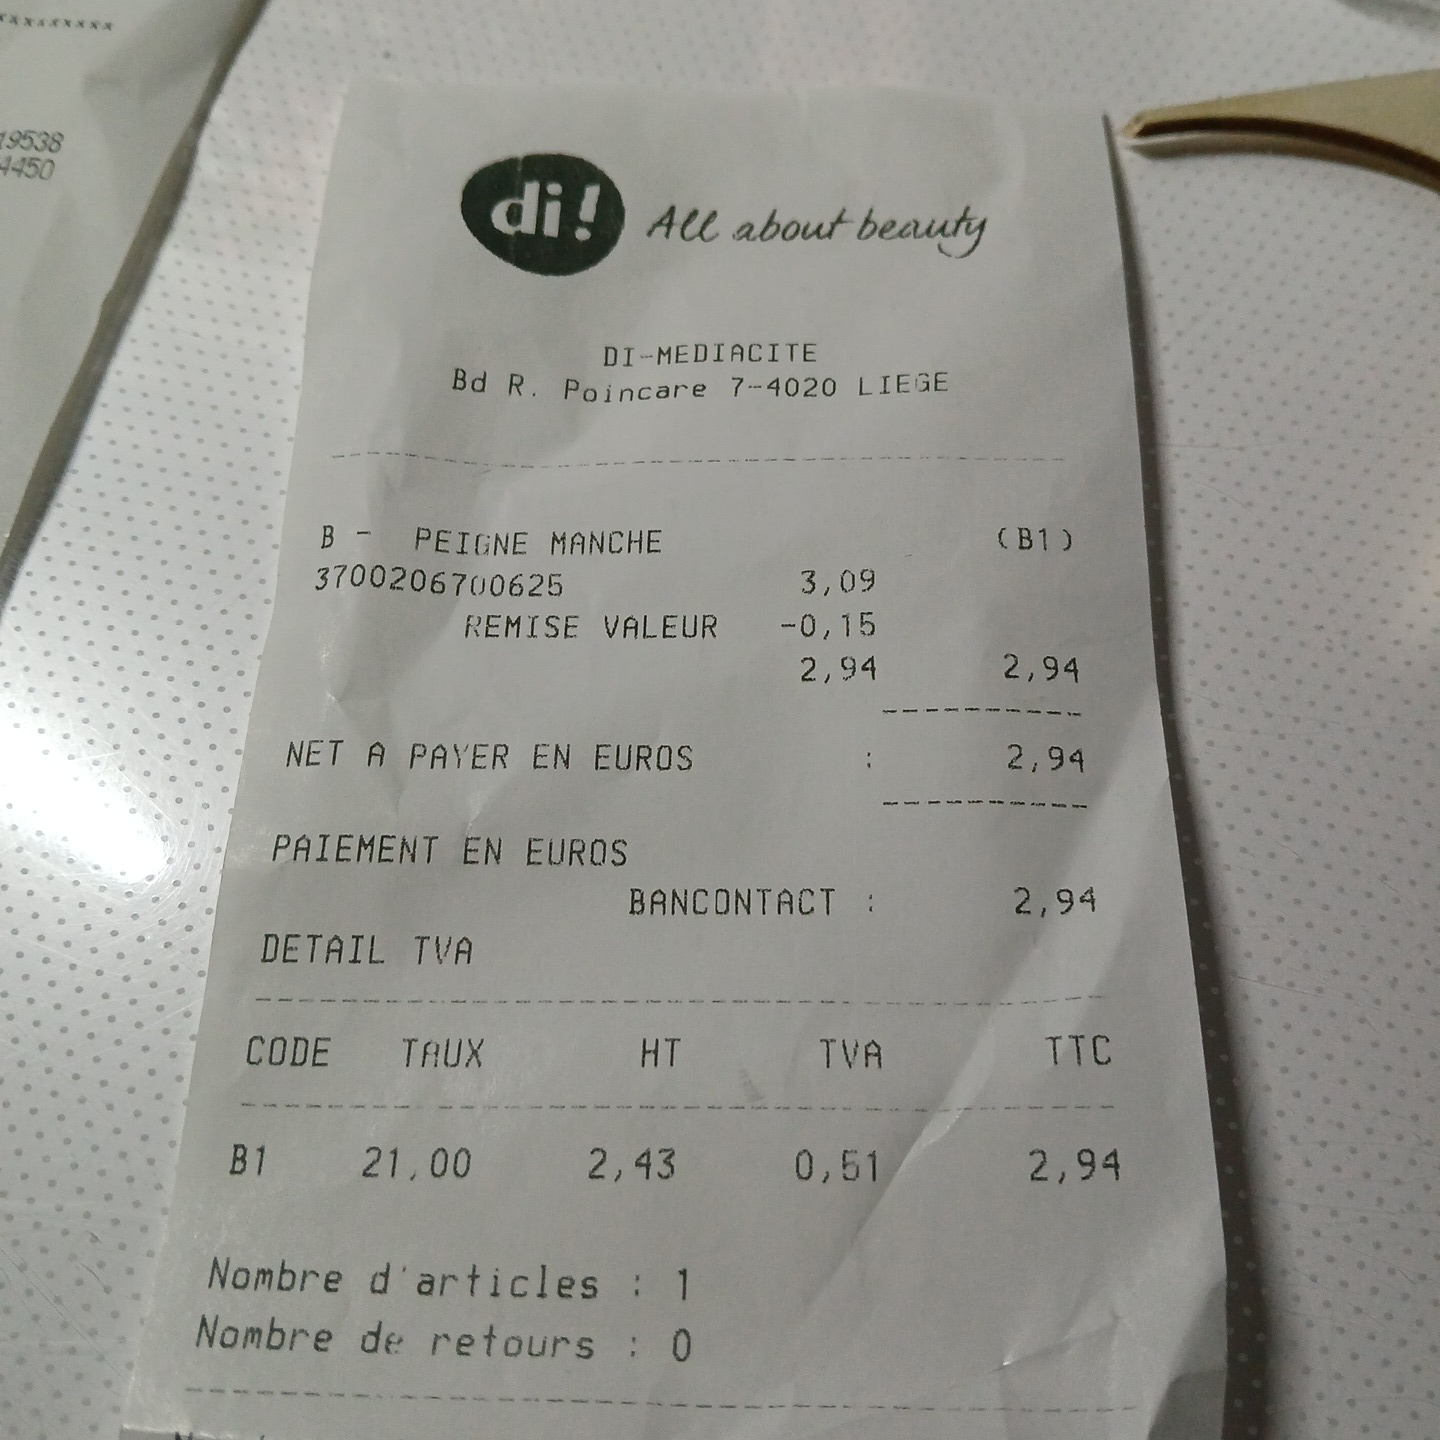 19538
4450
di! All about beauty
DI-MEDIACITE
Bd R. Poincare 7-4020 LIEGE
B - PEIGNE MANCHE (B1)
3700206700625 3,09
REMISE VALEUR -0,15
2,94 2,94
NET A PAYER EN EUROS : 2,94
PAIEMENT EN EUROS
BANCONTACT : 2,94
DETAIL TVA
CODE TAUX HT TVA TTC
B1 21,00 2,43 0,51 2,94
Nombre d'articles : 1
Nombre de retours : 0